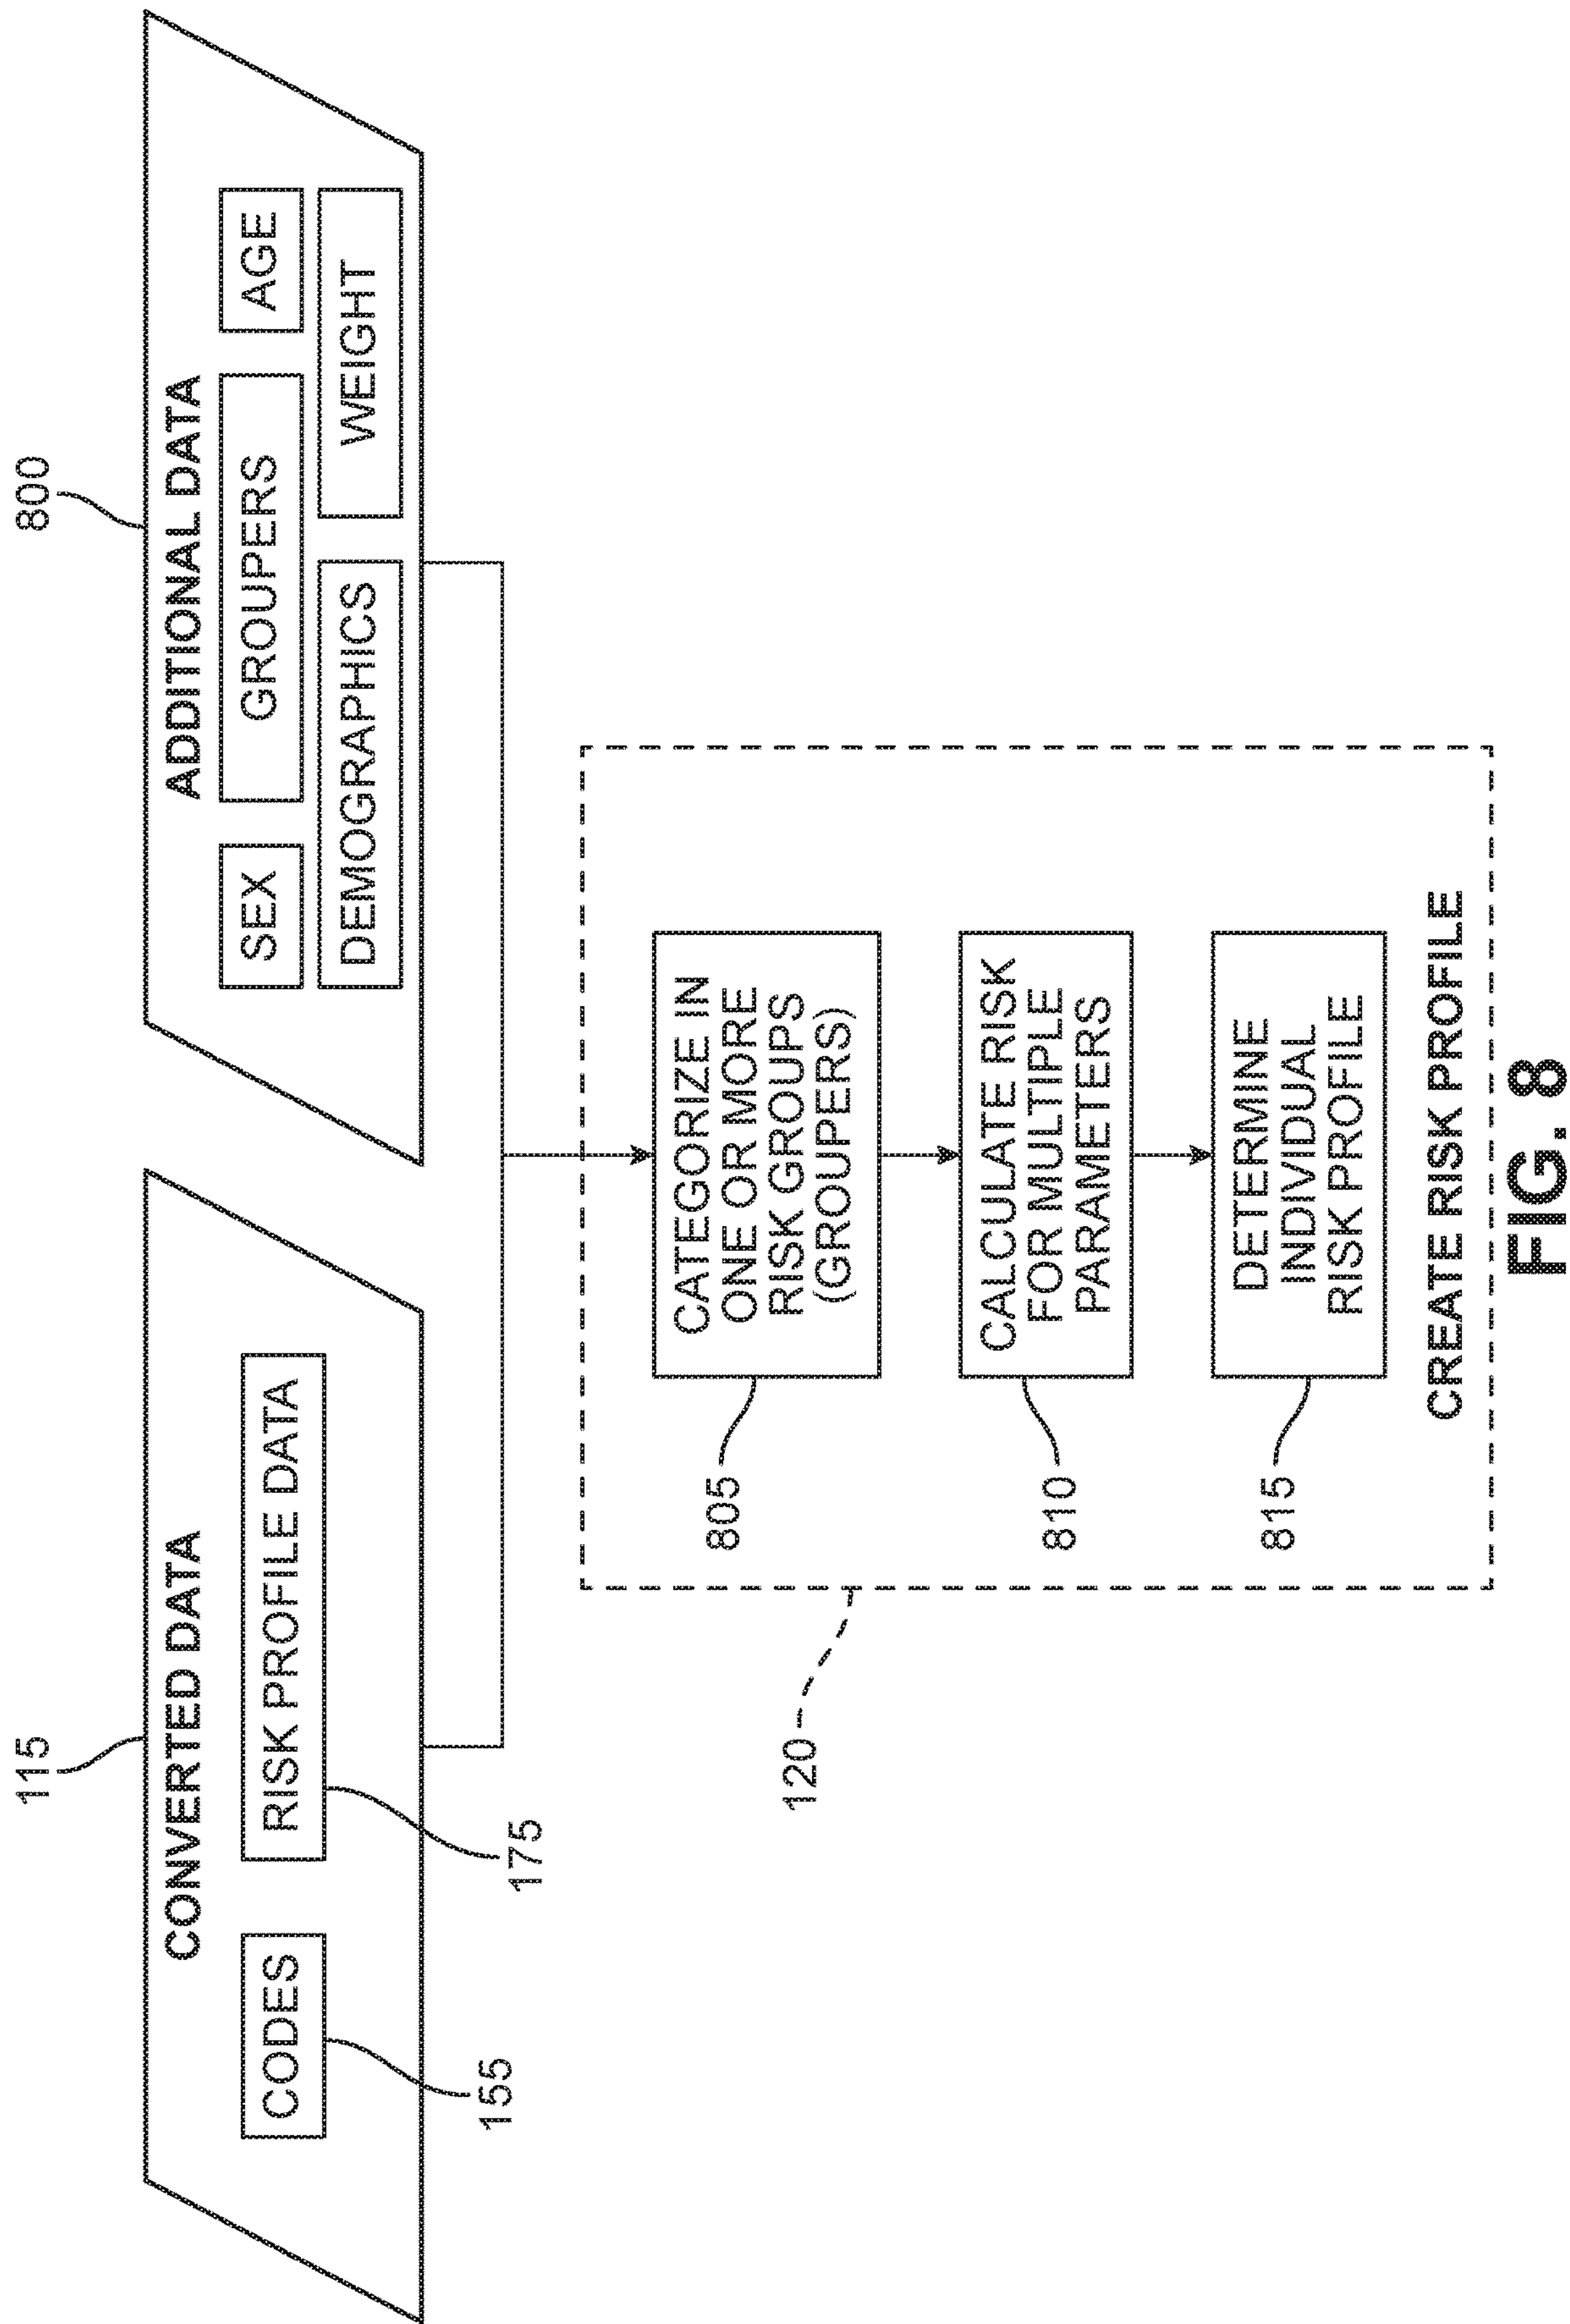 115
800
CONVERTED DATA
ADDITIONAL DATA
CODES
RISK PROFILE DATA
SEX
GROUPERS
AGE
DEMOGRAPHICS
WEIGHT
155
175
CATEGORIZE IN
ONE OR MORE
RISK GROUPS
(GROUPERS)
805
120
CALCULATE RISK
FOR MULTIPLE
PARAMETERS
810
DETERMINE
INDIVIDUAL
RISK PROFILE
815
CREATE RISK PROFILE
FIG. 8